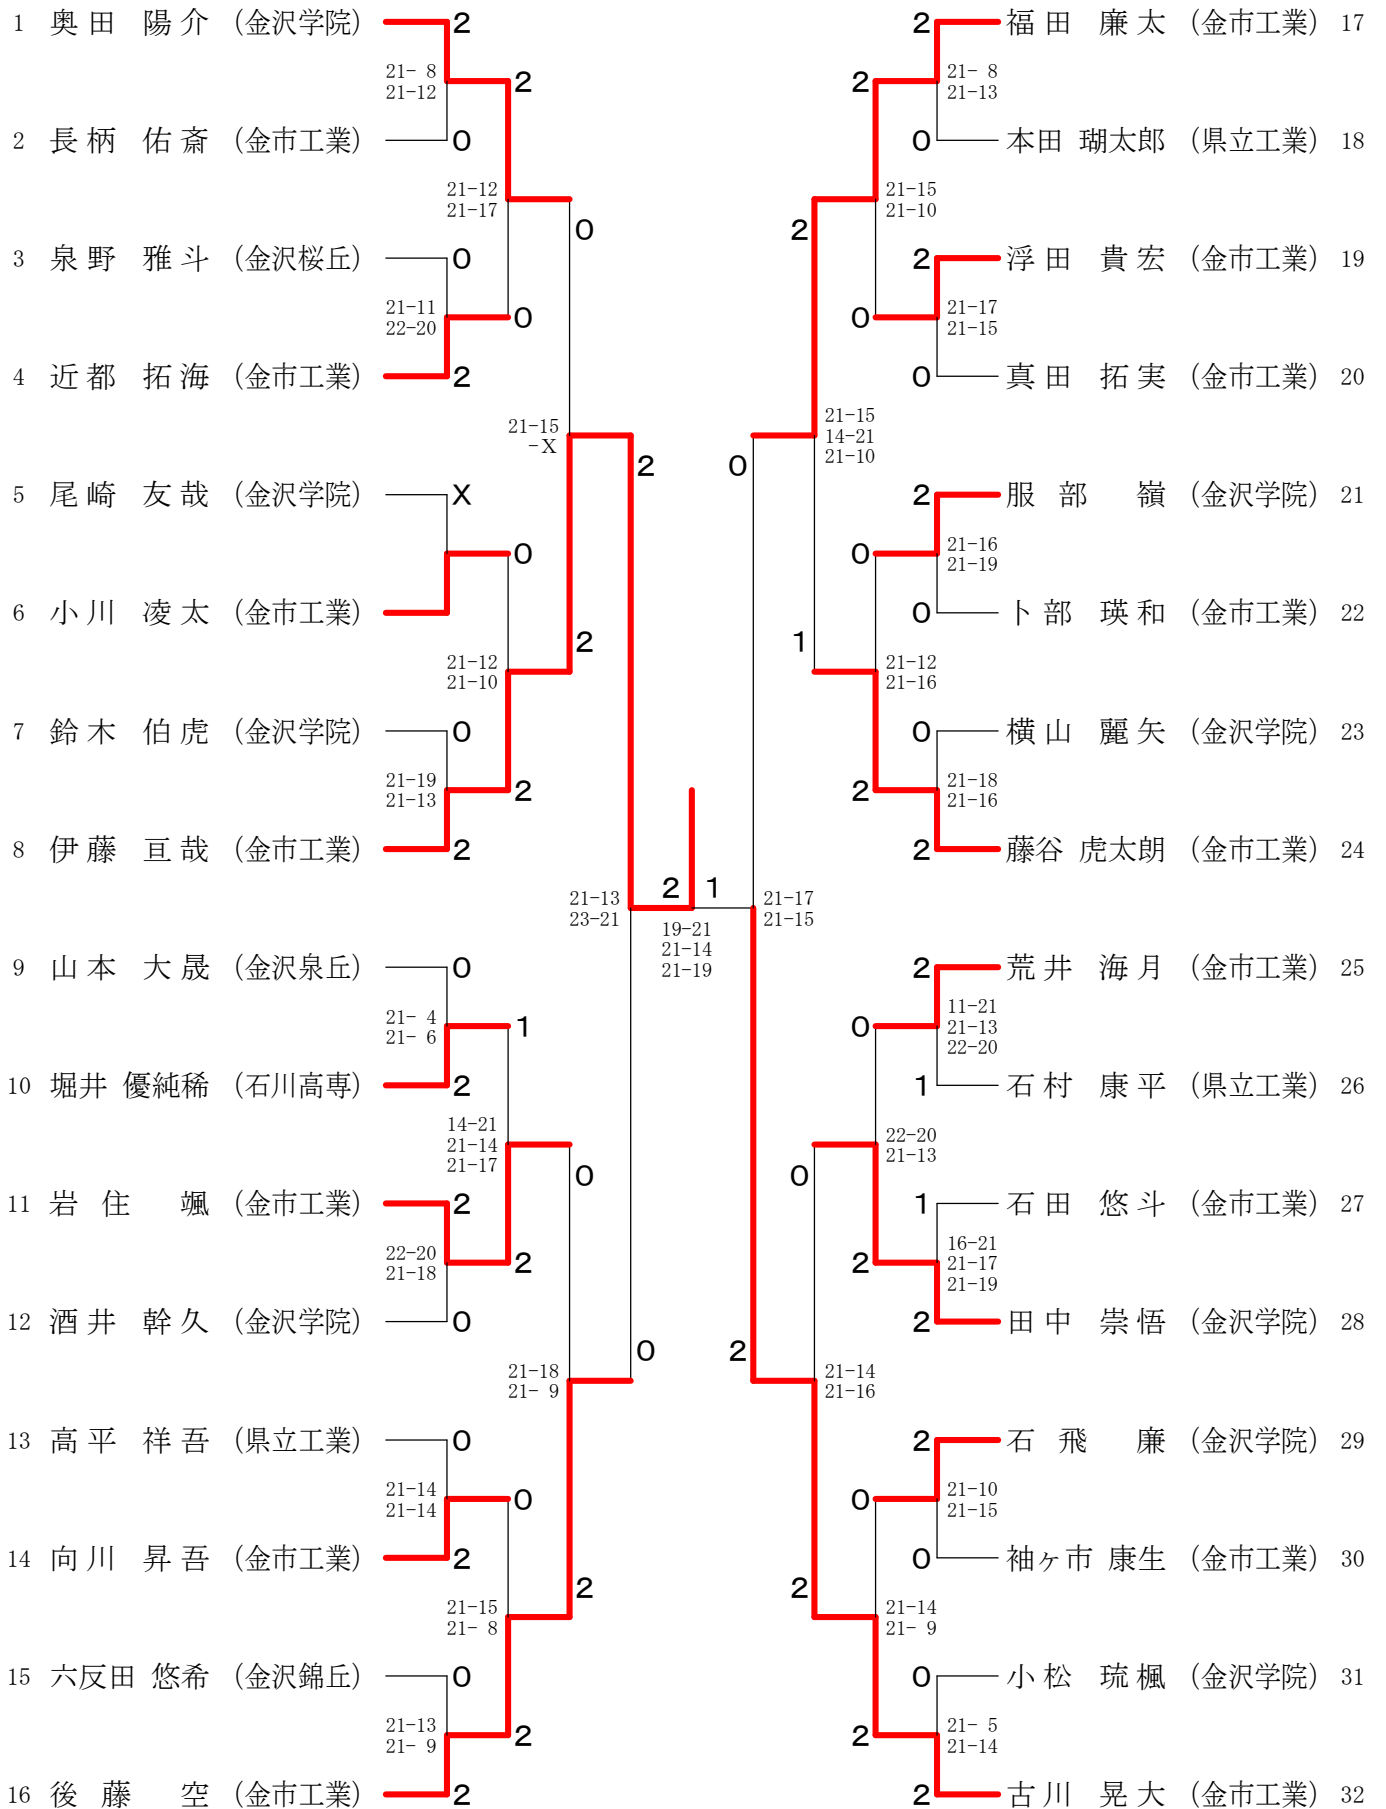 1 奥田 陽介 (金沢学院) 2
21- 8
21-12
2
2 長柄 佑斎 (金市工業) 0
21-12
21-17
0
3 泉野 雅斗 (金沢桜丘) 0
21-11
22-20
0
4 近都 拓海 (金市工業) 2
21-15
-X
2
5 尾崎 友哉 (金沢学院) X
0
6 小川 凌太 (金市工業)
21-12
21-10
2
7 鈴木 伯虎 (金沢学院) 0
21-19
21-13
2
8 伊藤 亘哉 (金市工業) 2
21-13
23-21
2 1
19-21
21-14
21-19
9 山本 大晟 (金沢泉丘) 0
21- 4
21- 6
1
10 堀井 優純稀 (石川高専) 2
14-21
21-14
21-17
0
11 岩住 颯 (金市工業) 2
22-20
21-18
2
12 酒井 幹久 (金沢学院) 0
21-18
21- 9
0
13 高平 祥吾 (県立工業) 0
21-14
21-14
0
14 向川 昇吾 (金市工業) 2
21-15
21- 8
2
15 六反田 悠希 (金沢錦丘) 0
21-13
21- 9
2
16 後藤 空 (金市工業) 2
2 福田 廉太 (金市工業) 17
2
21- 8
21-13
0 本田 瑚太郎 (県立工業) 18
2
21-15
21-10
2 浮田 貴宏 (金市工業) 19
0
21-17
21-15
0 真田 拓実 (金市工業) 20
0
21-15
14-21
21-10
2 服部 嶺 (金沢学院) 21
0
21-16
21-19
0 卜部 瑛和 (金市工業) 22
1
21-12
21-16
0 横山 麗矢 (金沢学院) 23
2
21-18
21-16
2 藤谷 虎太朗 (金市工業) 24
21-17
21-15
2 荒井 海月 (金市工業) 25
0
11-21
21-13
22-20
1 石村 康平 (県立工業) 26
0
22-20
21-13
1 石田 悠斗 (金市工業) 27
2
16-21
21-17
21-19
2 田中 崇悟 (金沢学院) 28
2
21-14
21-16
2 石飛 廉 (金沢学院) 29
0
21-10
21-15
0 袖ヶ市 康生 (金市工業) 30
2
21-14
21- 9
0 小松 琉楓 (金沢学院) 31
2
21- 5
21-14
2 古川 晃大 (金市工業) 32